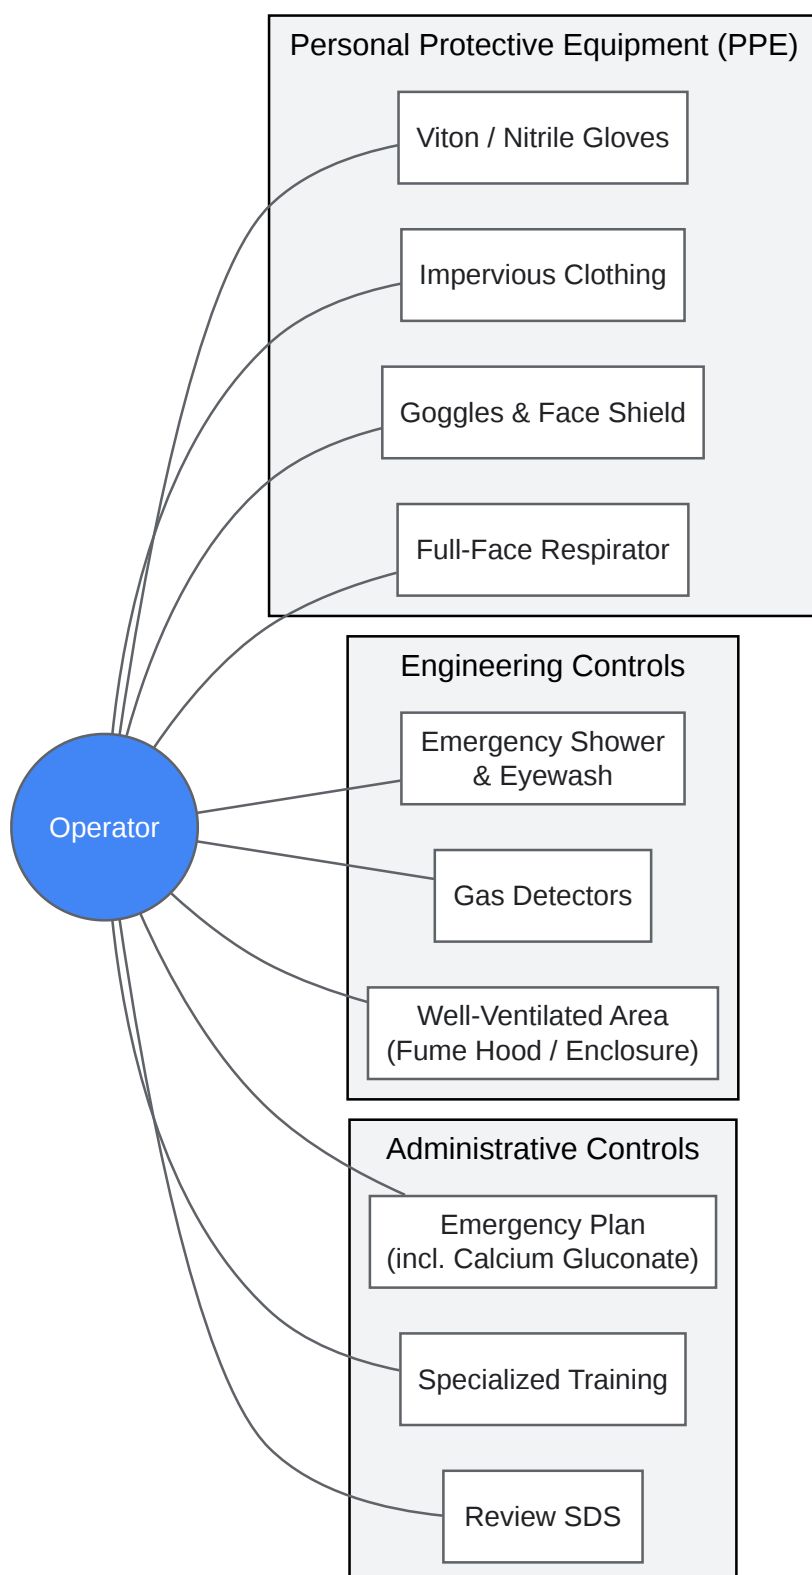 Personal Protective Equipment (PPE)
Viton / Nitrile Gloves
Impervious Clothing
Goggles & Face Shield
Full-Face Respirator
Engineering Controls
Emergency Shower
& Eyewash
Operator
Gas Detectors
Well-Ventilated Area
(Fume Hood / Enclosure)
Administrative Controls
Emergency Plan
(incl. Calcium Gluconate)
Specialized Training
Review SDS